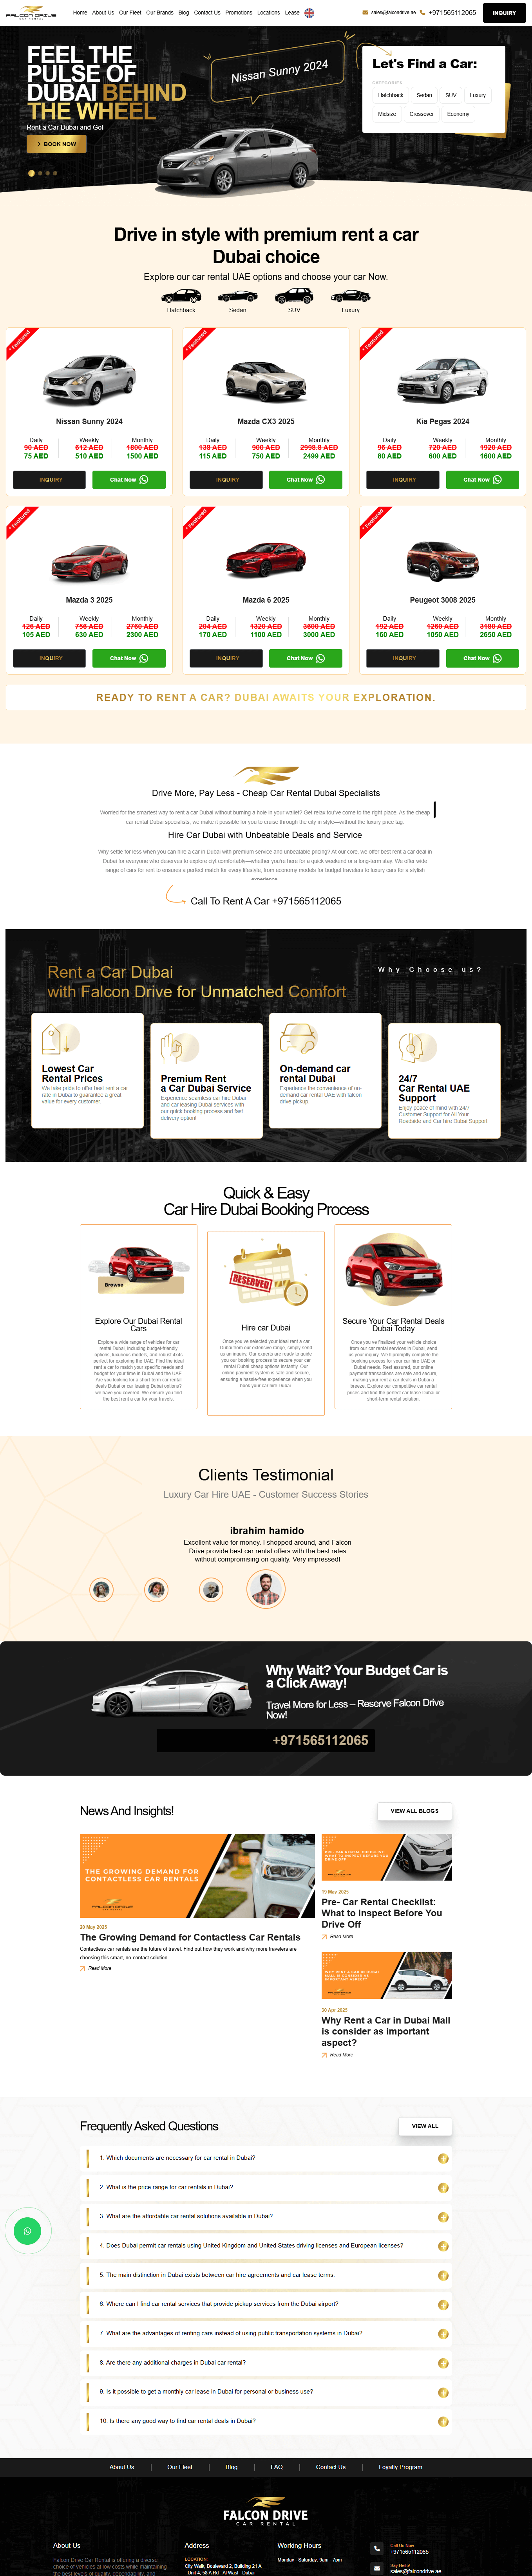 FALCON DRIVE
CAR RENTAL
Home About Us Our Fleet Our Brands Blog Contact Us Promotions Locations Lease
sales@falcondrive.ae +971565112065
INQUIRY
FEEL THE
PULSE OF
DUBAI BEHIND
THE WHEEL
Rent a Car Dubai and Go!
BOOK NOW
Nissan Sunny 2024
Let's Find a Car:
CATEGORIES
Hatchback Sedan SUV Luxury
Midsize Crossover Economy
Drive in style with premium rent a car
Dubai choice
Explore our car rental UAE options and choose your car Now.
Hatchback Sedan SUV Luxury
* Featured
Nissan Sunny 2024
Daily Weekly Monthly
90 AED 612 AED 1800 AED
75 AED 510 AED 1500 AED
INQUIRY Chat Now
* Featured
Mazda CX3 2025
Daily Weekly Monthly
138 AED 900 AED 2998.8 AED
115 AED 750 AED 2499 AED
INQUIRY Chat Now
* Featured
Kia Pegas 2024
Daily Weekly Monthly
96 AED 720 AED 1920 AED
80 AED 600 AED 1600 AED
INQUIRY Chat Now
* Featured
Mazda 3 2025
Daily Weekly Monthly
126 AED 756 AED 2760 AED
105 AED 630 AED 2300 AED
INQUIRY Chat Now
* Featured
Mazda 6 2025
Daily Weekly Monthly
204 AED 1320 AED 3600 AED
170 AED 1100 AED 3000 AED
INQUIRY Chat Now
* Featured
Peugeot 3008 2025
Daily Weekly Monthly
192 AED 1260 AED 3180 AED
160 AED 1050 AED 2650 AED
INQUIRY Chat Now
READY TO RENT A CAR? DUBAI AWAITS YOUR EXPLORATION.
Drive More, Pay Less - Cheap Car Rental Dubai Specialists
Worried for the smartest way to rent a car Dubai without burning a hole in your wallet? Get relax You've come to the right place. As the cheap
car rental Dubai specialists, we make it possible for you to cruise through the city in style—without the luxury price tag.
Hire Car Dubai with Unbeatable Deals and Service
Why settle for less when you can hire a car in Dubai with premium service and unbeatable pricing? At our core, we offer best rent a car deal in
Dubai for everyone who deserves to explore city comfortably—whether you're here for a quick weekend or a long-term stay. We offer wide
range of cars for rent to ensures a perfect match for every lifestyle, from economy models for budget travelers to luxury cars for a stylish
Call To Rent A Car +971565112065
Rent a Car Dubai
with Falcon Drive for Unmatched Comfort
Why Choose us?
Lowest Car
Rental Prices
We take pride to offer best rent a car
rate in Dubai to guarantee a great
value for every customer.
Premium Rent
a Car Dubai Service
Experience seamless car hire Dubai
and car leasing Dubai services with
our quick booking process and fast
delivery option!
On-demand car
rental Dubai
Experience the convenience of on-
demand car rental UAE with falcon
drive pickup.
24/7
Car Rental UAE
Support
Enjoy peace of mind with 24/7
Customer Support for All Your
Roadside and Car hire Dubai Support
Quick & Easy
Car Hire Dubai Booking Process
Browse
Explore Our Dubai Rental
Cars
Explore a wide range of vehicles for car
rental Dubai, including budget-friendly
options, luxurious models, and robust 4x4s
perfect for exploring the UAE. Find the ideal
rent a car to match your specific needs and
budget for your time in Dubai and the UAE.
Are you looking for a short-term car rental
deals Dubai or car leasing Dubai options?
we have you covered. We ensure you find
the best rent a car for your travels.
RESERVED
Hire car Dubai
Once you've selected your ideal rent a car
Dubai from our extensive range, simply send
us an inquiry. Our experts are ready to guide
you our booking process to secure your car
rental Dubai cheap options instantly. Our
online payment system is safe and secure,
ensuring a hassle-free experience when you
book your car hire Dubai.
Secure Your Car Rental Deals
Dubai Today
Once you've finalized your vehicle choice
from our car rental services in Dubai, send
us your inquiry. We'll promptly complete the
booking process for your car hire UAE or
Dubai needs. Rest assured, our online
payment transactions are safe and secure,
making rent a car deals in Dubai a
breeze. Explore our competitive car rental
prices and find the perfect car lease Dubai or
short-term rental solution.
Clients Testimonial
Luxury Car Hire UAE - Customer Success Stories
ibrahim hamido
Excellent value for money. I shopped around, and Falcon
Drive provide best car rental offers with the best rates
without compromising on quality. Very impressed!
Why Wait? Your Budget Car is
a Click Away!
Travel More for Less – Reserve Falcon Drive
Now!
+971565112065
News And Insights!
VIEW ALL BLOGS
THE GROWING DEMAND FOR
CONTACTLESS CAR RENTALS
FALCON DRIVE
20 May 2025
The Growing Demand for Contactless Car Rentals
Contactless car rentals are the future of travel. Find out how they work and why more travelers are
choosing this smart, no-contact solution.
Read More
PRE- CAR RENTAL CHECKLIST:
WHAT TO INSPECT BEFORE YOU
DRIVE OFF
19 May 2025
Pre- Car Rental Checklist:
What to Inspect Before You
Drive Off
Read More
WHY RENT A CAR IN DUBAI
MALL IS CONSIDER AS
IMPORTANT ASPECT?
30 Apr 2025
Why Rent a Car in Dubai Mall
is consider as important
aspect?
Read More
Frequently Asked Questions
VIEW ALL
1. Which documents are necessary for car rental in Dubai?
2. What is the price range for car rentals in Dubai?
3. What are the affordable car rental solutions available in Dubai?
4. Does Dubai permit car rentals using United Kingdom and United States driving licenses and European licenses?
5. The main distinction in Dubai exists between car hire agreements and car lease terms.
6. Where can I find car rental services that provide pickup services from the Dubai airport?
7. What are the advantages of renting cars instead of using public transportation systems in Dubai?
8. Are there any additional charges in Dubai car rental?
9. Is it possible to get a monthly car lease in Dubai for personal or business use?
10. Is there any good way to find car rental deals in Dubai?
About Us Our Fleet Blog FAQ Contact Us Loyalty Program
FALCON DRIVE
CAR RENTAL
About Us
Falcon Drive Car Rental is offering a diverse
choice of vehicles at low costs while maintaining
the best levels of quality, dependability, and
Address
LOCATION:
City Walk, Boulevard 2, Building 21 A
- Unit 4, 58 A Rd - Al Wasl - Dubai
Working Hours
Monday - Saturday: 9am - 7pm
Call Us Now
+971565112065
Say Hello!
sales@falcondrive.ae